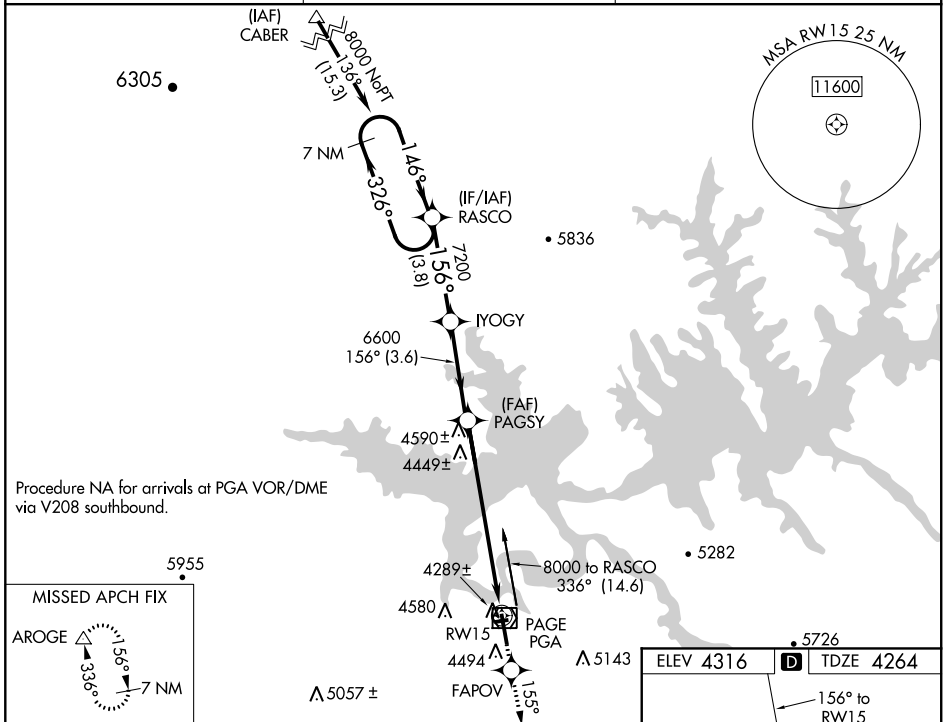 (IAF)
CABER
8000 NoPT
136°
(15.3)
6305
MSA RW15 25 NM
11600
7 NM
146°
326°
(IF/IAF)
RASCO
7200
156°
(3.8)
5836
IYOGY
6600
156° (3.6)
(FAF)
PAGSY
4590±
4449±
Procedure NA for arrivals at PGA VOR/DME
via V208 southbound.
5955
5282
8000 to RASCO
336° (14.6)
4289±
4580
RW15
PAGE
PGA
MISSED APCH FIX
AROGE
156°
336°
7 NM
4494
FAPOV
155°
5143
5057 ±
5726
ELEV 4316 D TDZE 4264
156° to
RW15